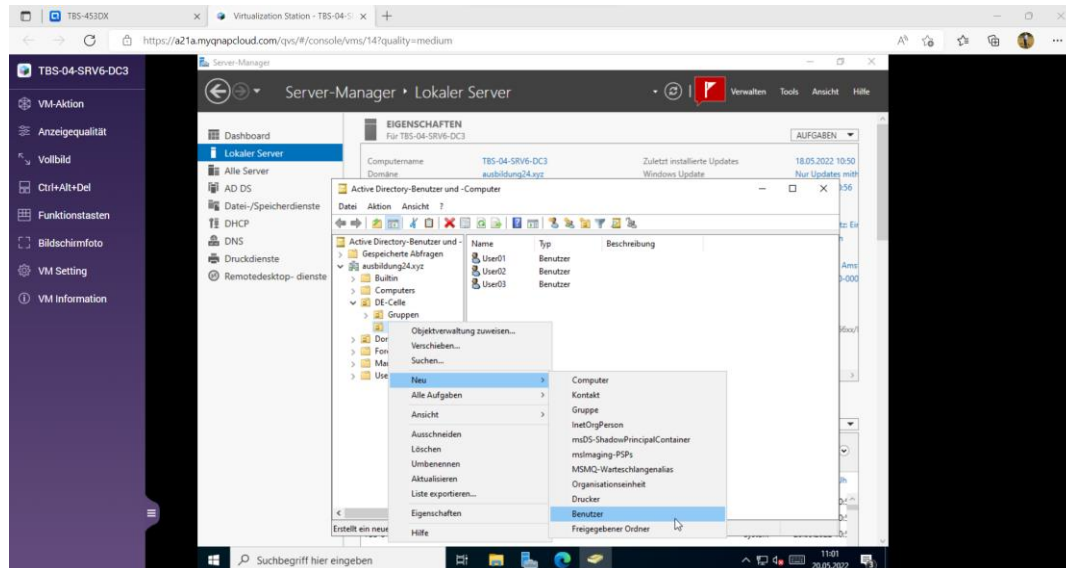 TBS-453DX
Virtualization Station - TBS-04-S
https://a21a.myqnapcloud.com/qvs/#/console/vms/14?quality=medium
TBS-04-SRV6-DC3
VM-Aktion
Anzeigequalität
Vollbild
Ctrl+Alt+Del
Funktionstasten
Bildschirmfoto
VM Setting
VM Information
Server-Manager
Server-Manager • Lokaler Server
Verwalten Tools Ansicht Hilfe
Dashboard
Lokaler Server
Alle Server
AD DS
Datei-/Speicherdienste
DHCP
DNS
Druckdienste
Remotedesktop- dienste
EIGENSCHAFTEN
Für TBS-04-SRV6-DC3
AUFGABEN
Computername TBS-04-SRV6-DC3 Zuletzt installierte Updates 18.05.2022 10:50
Domäne ausbildung24.xyz Windows Update Nur Updates mith
Active Directory-Benutzer und -Computer
Datei Aktion Ansicht ?
Active Directory-Benutzer und -
Gespeicherte Abfragen
ausbildung24.xyz
Builtin
Computers
DE-Celle
Gruppen
Dor
For
Ma
Use
Name Typ Beschreibung
User01 Benutzer
User02 Benutzer
User03 Benutzer
Objektverwaltung zuweisen...
Verschieben...
Suchen...
Neu
Alle Aufgaben
Ansicht
Ausschneiden
Löschen
Umbenennen
Aktualisieren
Liste exportieren...
Eigenschaften
Hilfe
Computer
Kontakt
Gruppe
InetOrgPerson
msDS-ShadowPrincipalContainer
msImaging-PSPs
MSMQ-Warteschlangenalias
Organisationseinheit
Drucker
Benutzer
Freigegebener Ordner
Erstellt ein neue
Suchbegriff hier eingeben
11:01
20.05.2022